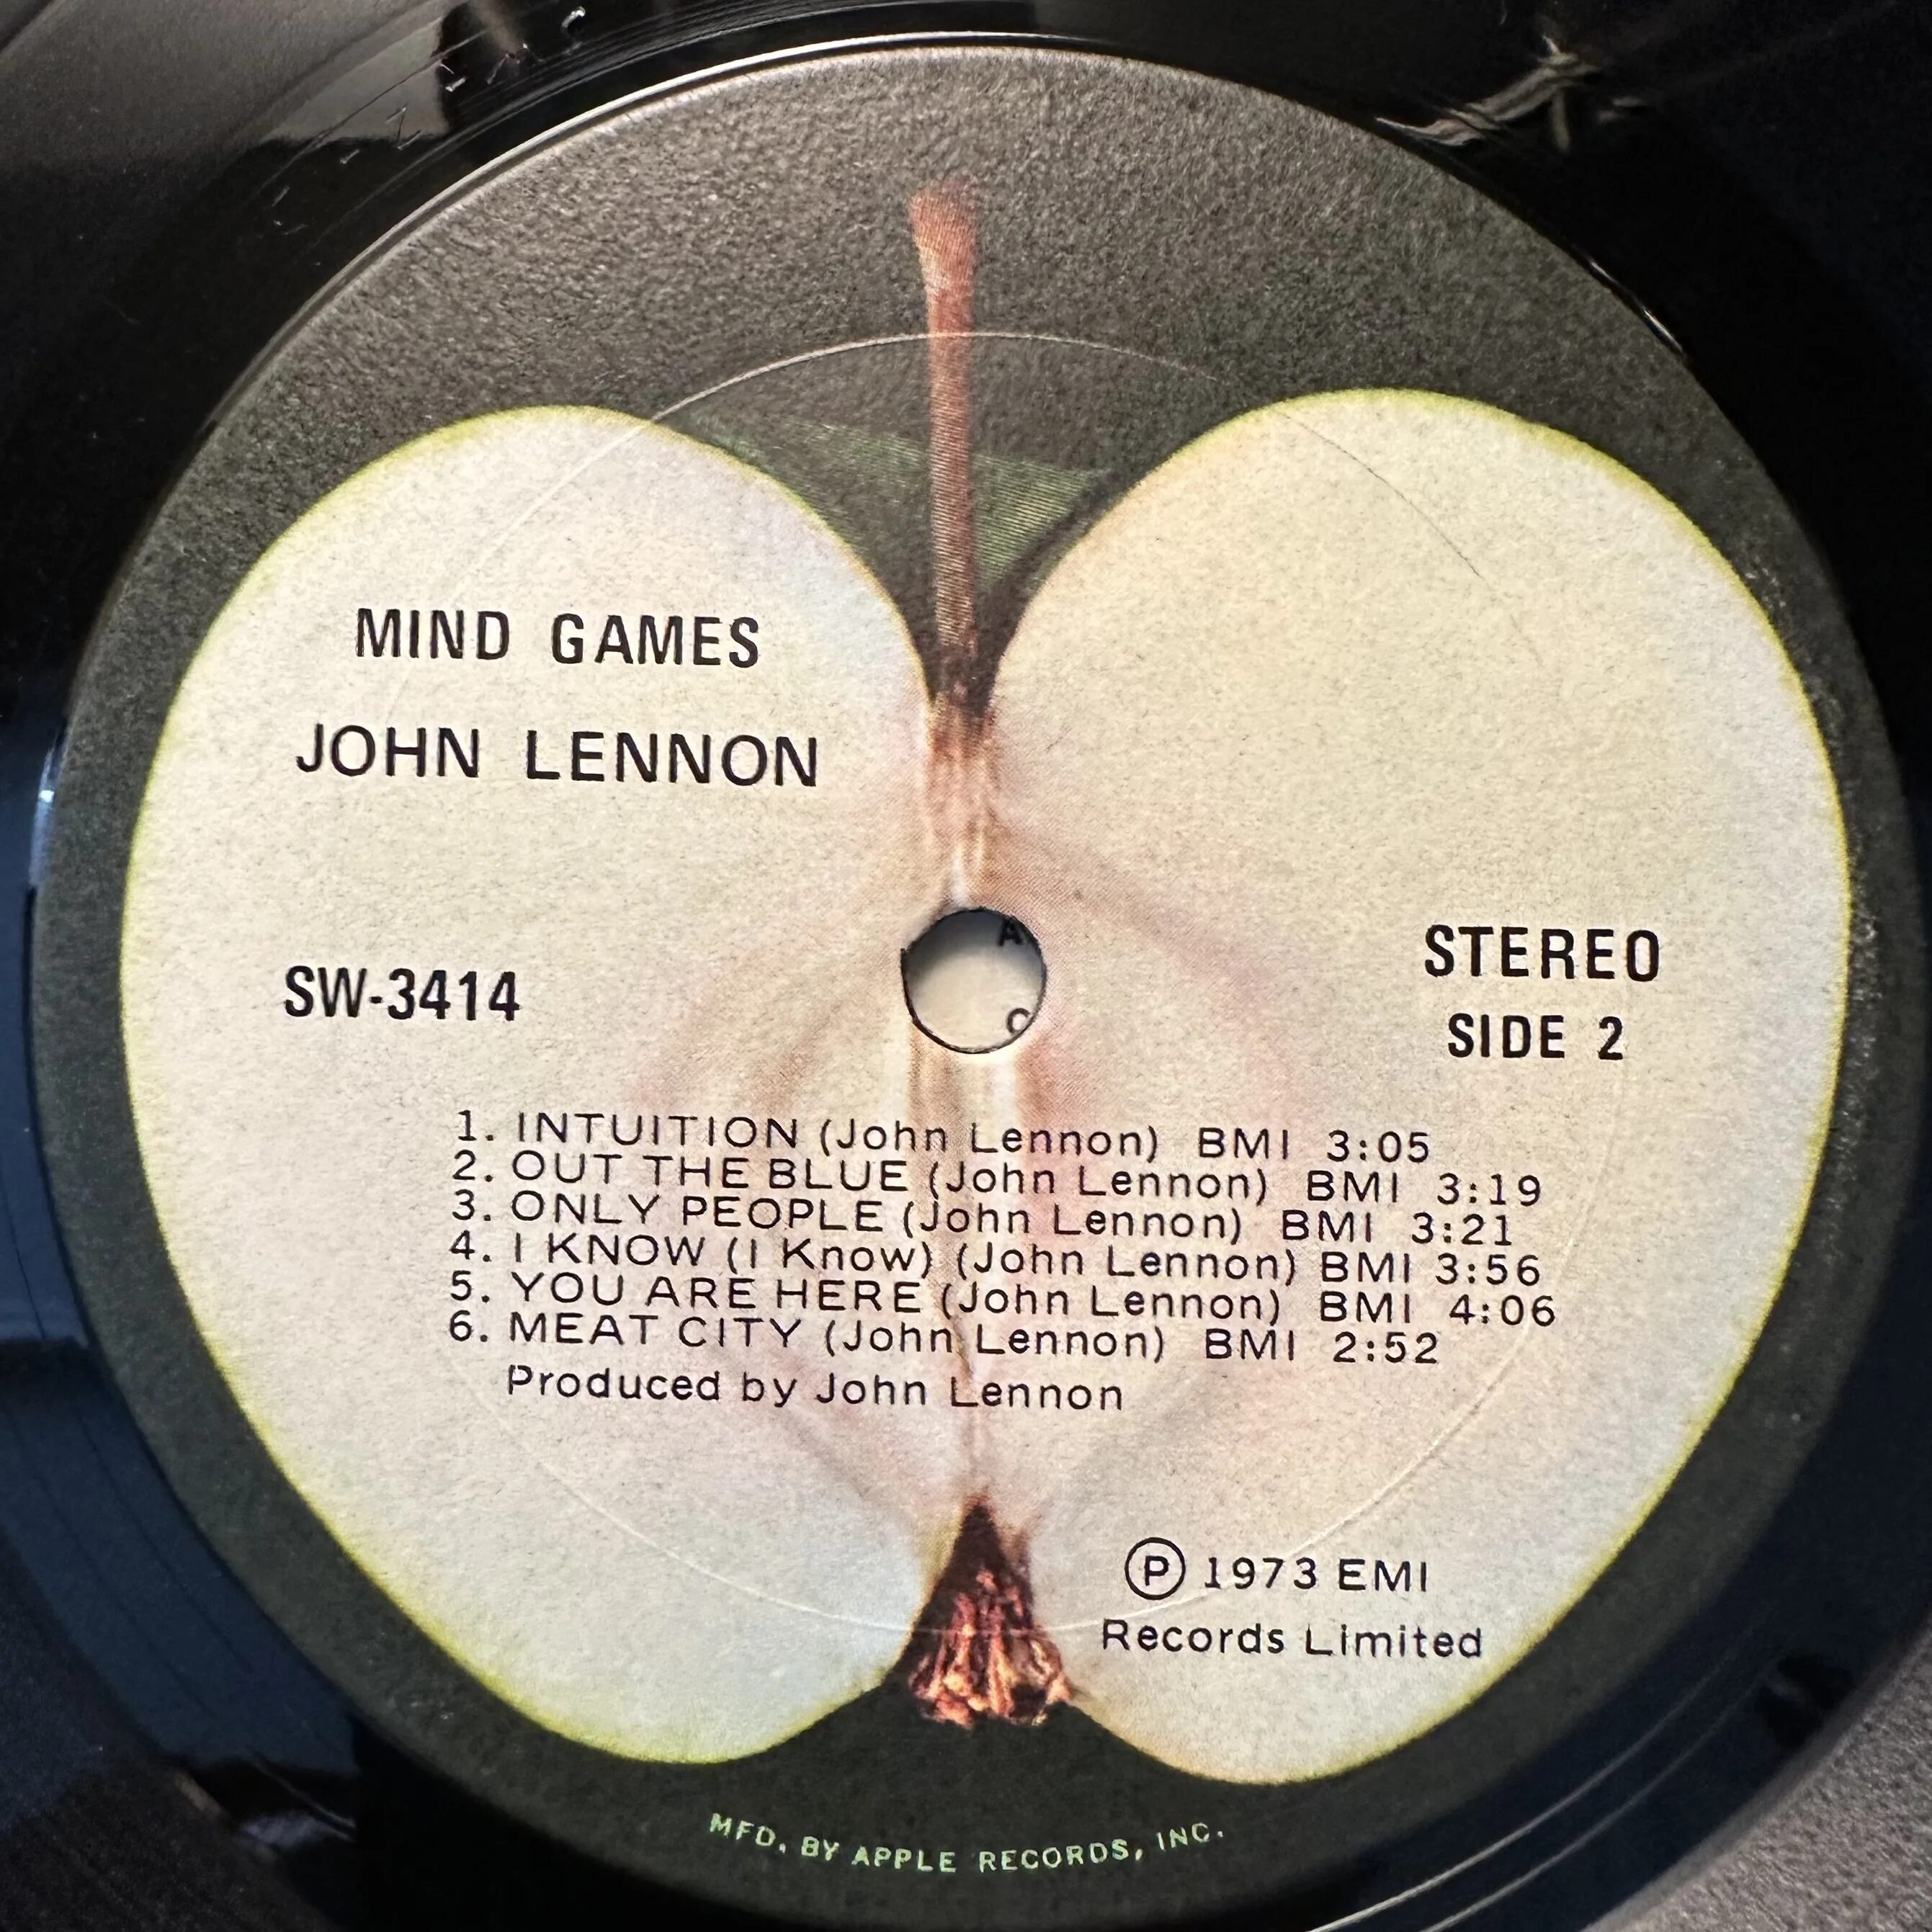 MIND GAMES
JOHN LENNON
SW-3414
STEREO
SIDE 2
1. INTUITION (John Lennon) BMI 3:05
2. OUT THE BLUE (John Lennon) BMI 3:19
3. ONLY PEOPLE (John Lennon) BMI 3:21
4. I KNOW (I Know) (John Lennon) BMI 3:56
5. YOU ARE HERE (John Lennon) BMI 4:06
6. MEAT CITY (John Lennon) BMI 2:52
Produced by John Lennon
Ⓟ 1973 EMI
Records Limited
MFD. BY APPLE RECORDS, INC.